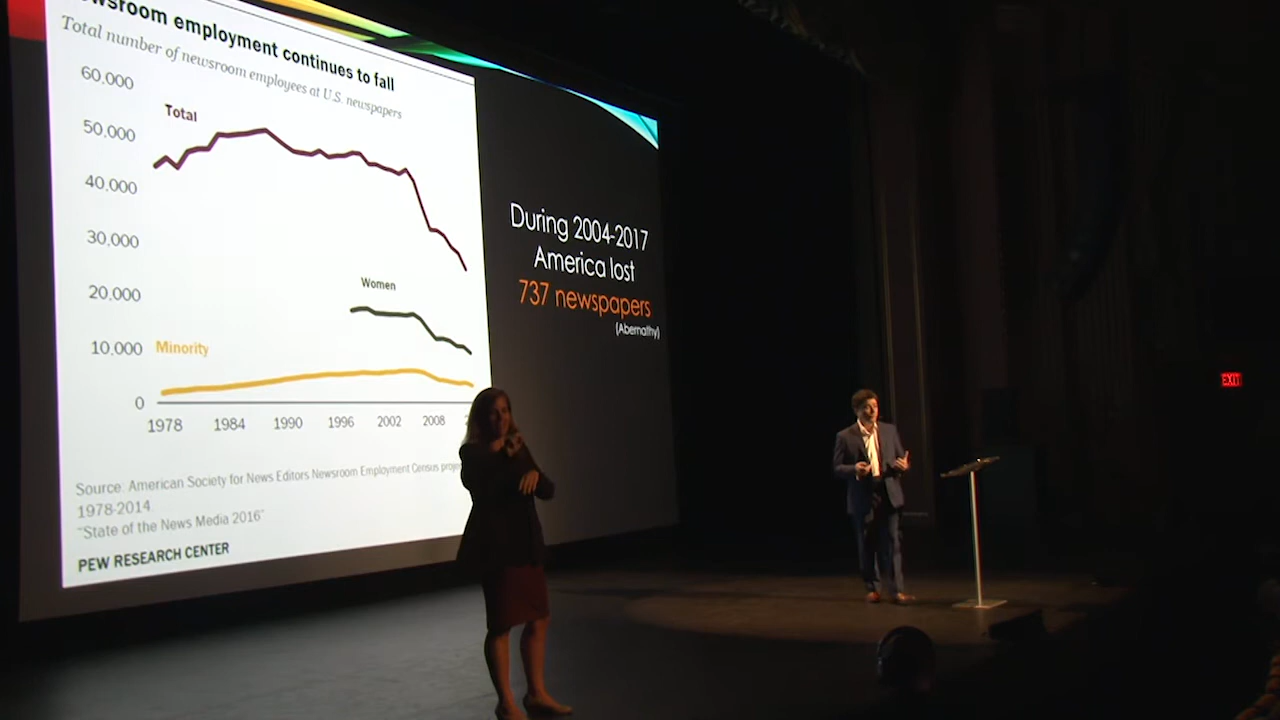 newsroom employment continues to fall
Total number of newsroom employees at U.S. newspapers
60,000
Total
50,000
40,000
30,000
20,000
Women
10,000
Minority
0
1978 1984 1990 1996 2002 2008
Source: American Society for News Editors Newsroom Employment Census
1978-2014.
"State of the News Media 2016"
PEW RESEARCH CENTER
During 2004-2017
America lost
737 newspapers
(Abernathy)
EXIT